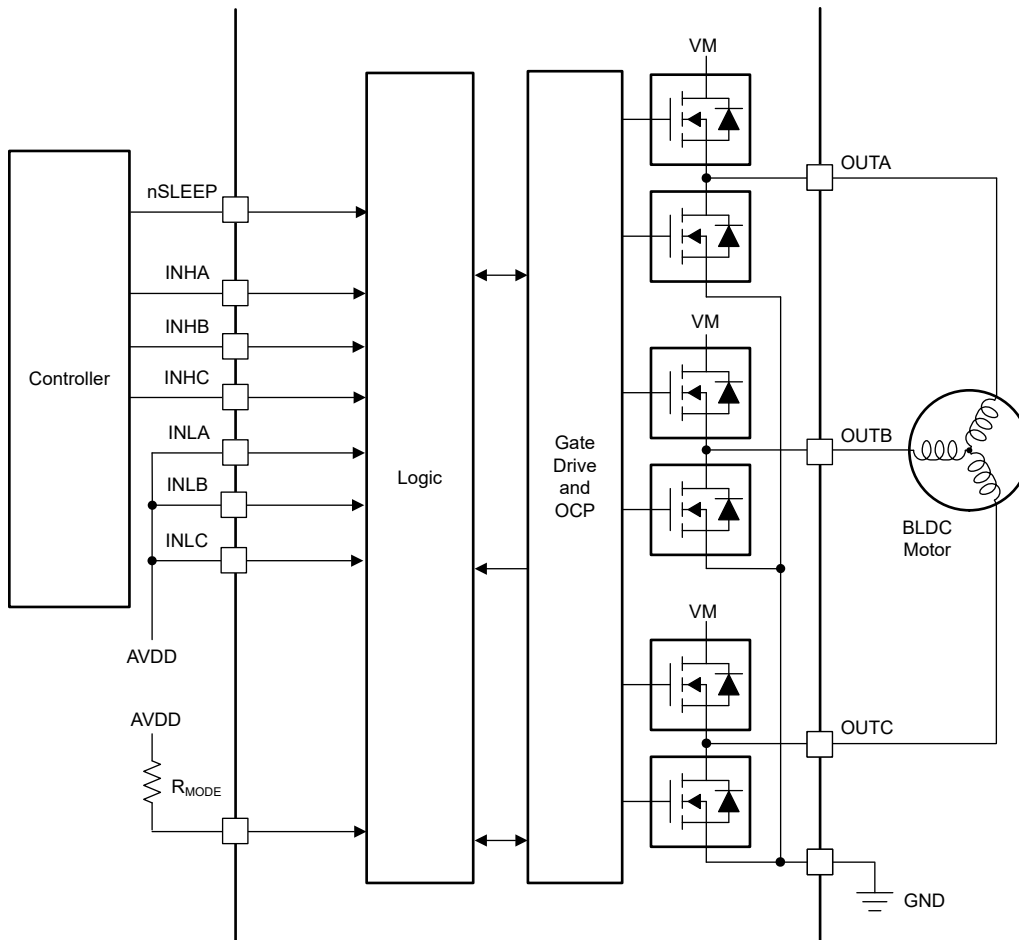 VM
nSLEEP
OUTA
INHA
INHB
VM
Controller
INHC
INLA
OUTB
Gate
Drive
and
OCP
Logic
INLB
BLDC
Motor
INLC
VM
AVDD
AVDD
OUTC
RMODE
GND